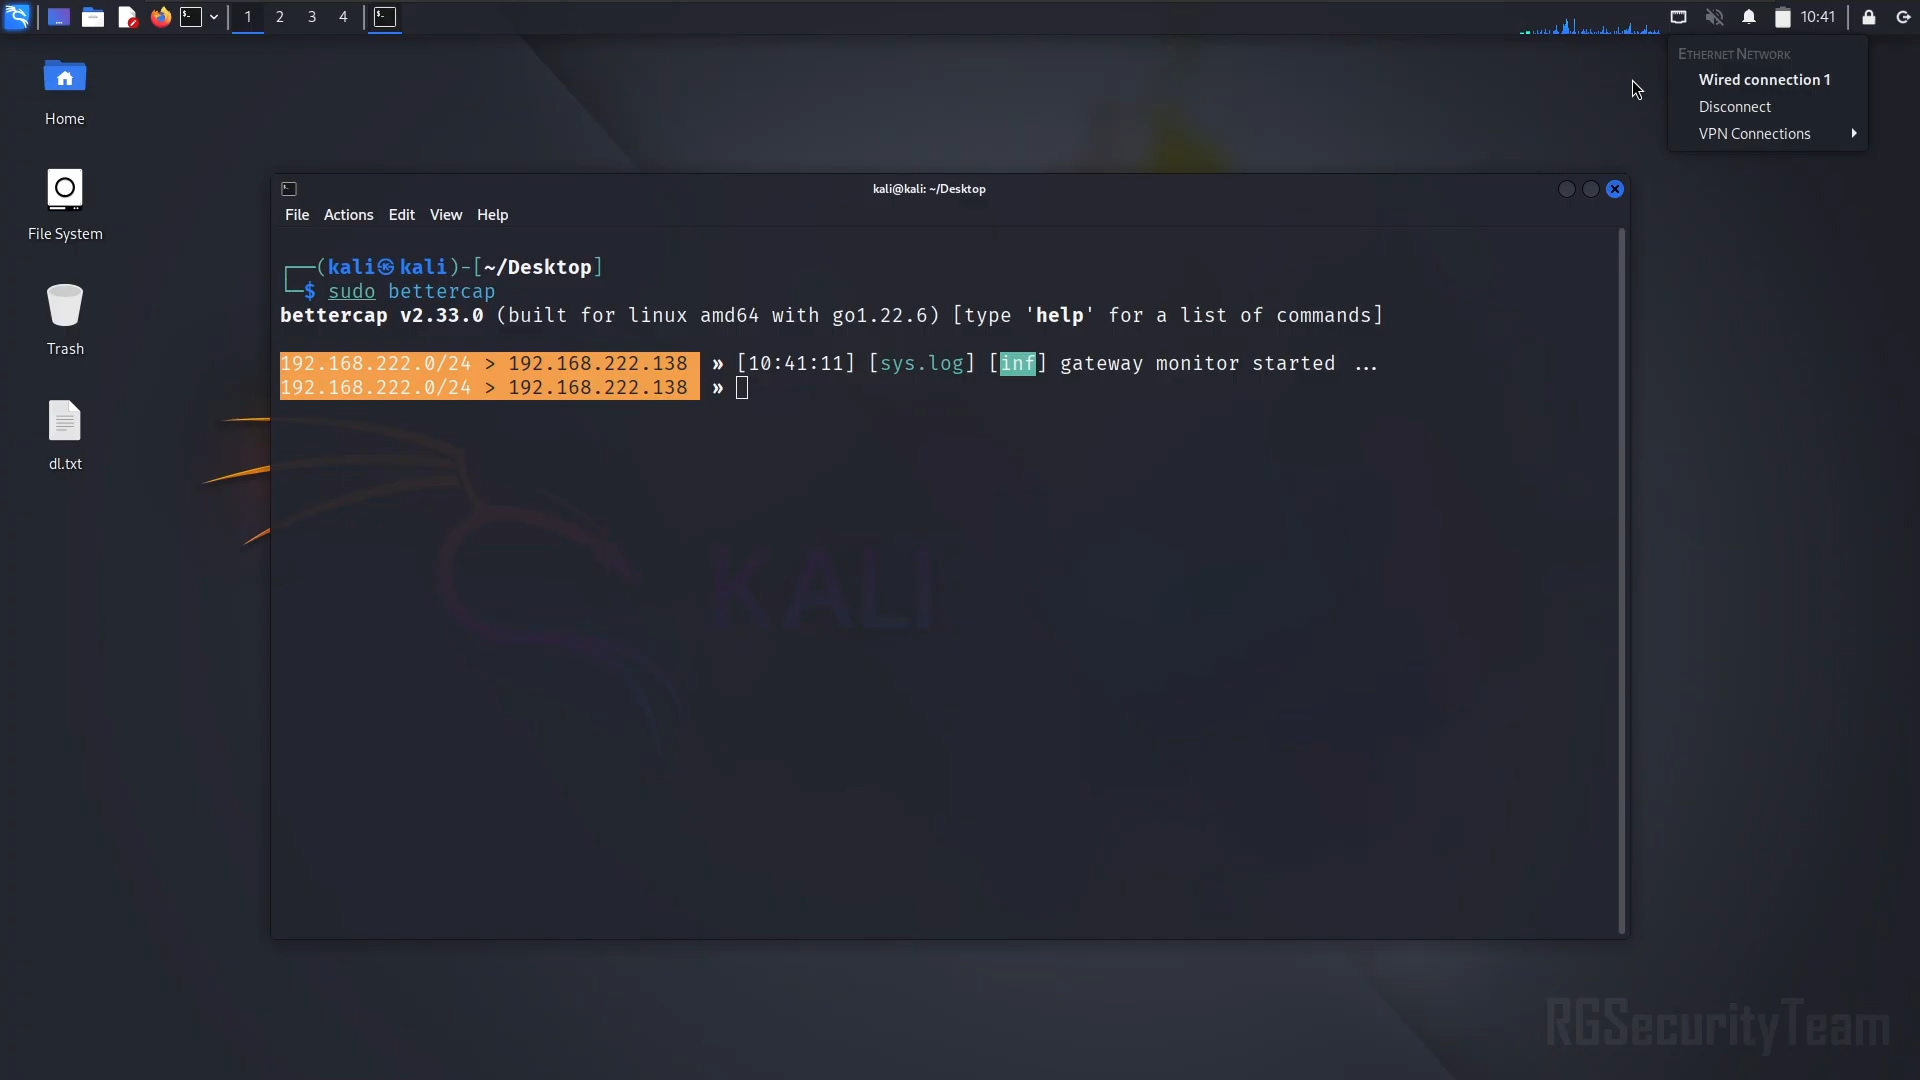 1 2 3 4
10:41
ETHERNET NETWORK
Wired connection 1
Disconnect
VPN Connections
Home
File System
Trash
dl.txt
kali@kali: ~/Desktop
File Actions Edit View Help
┌──(kali㉿kali)-[~/Desktop]
└─$ sudo bettercap
bettercap v2.33.0 (built for linux amd64 with go1.22.6) [type 'help' for a list of commands]
192.168.222.0/24 > 192.168.222.138 » [10:41:11] [sys.log] [inf] gateway monitor started ...
192.168.222.0/24 > 192.168.222.138 »
KALI
RGSecurityTeam